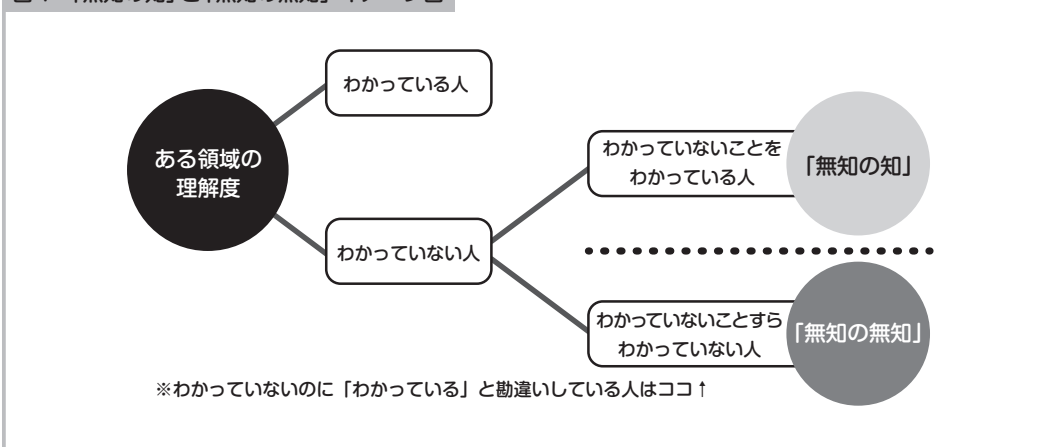 わかっている人
ある領域の
理解度
わかっていないことを
わかっている人
「無知の知」
わかっていない人
わかっていないことすら
わかっていない人
「無知の無知」
※わかっていないのに「わかっている」と勘違いしている人はココ↑